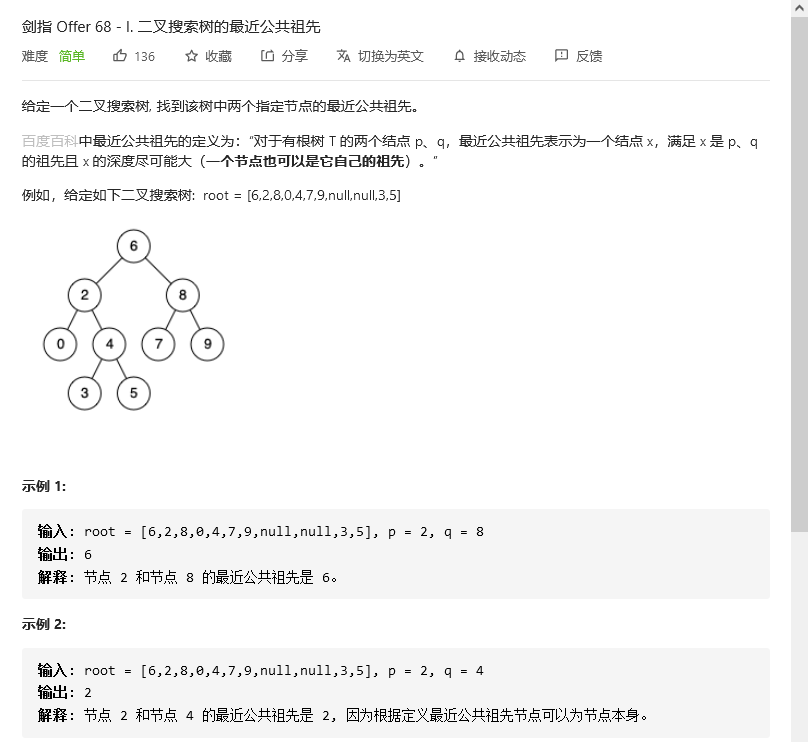 剑指 Offer 68 - I. 二叉搜索树的最近公共祖先
难度 简单 136 收藏 分享 切换为英文 接收动态 反馈
给定一个二叉搜索树, 找到该树中两个指定节点的最近公共祖先。
百度百科中最近公共祖先的定义为：“对于有根树 T 的两个结点 p、q，最近公共祖先表示为一个结点 x，满足 x 是 p、q
的祖先且 x 的深度尽可能大（一个节点也可以是它自己的祖先）。”
例如，给定如下二叉搜索树: root = [6,2,8,0,4,7,9,null,null,3,5]
6
2 8
0 4 7 9
3 5
示例 1:
输入: root = [6,2,8,0,4,7,9,null,null,3,5], p = 2, q = 8
输出: 6
解释: 节点 2 和节点 8 的最近公共祖先是 6。
示例 2:
输入: root = [6,2,8,0,4,7,9,null,null,3,5], p = 2, q = 4
输出: 2
解释: 节点 2 和节点 4 的最近公共祖先是 2, 因为根据定义最近公共祖先节点可以为节点本身。